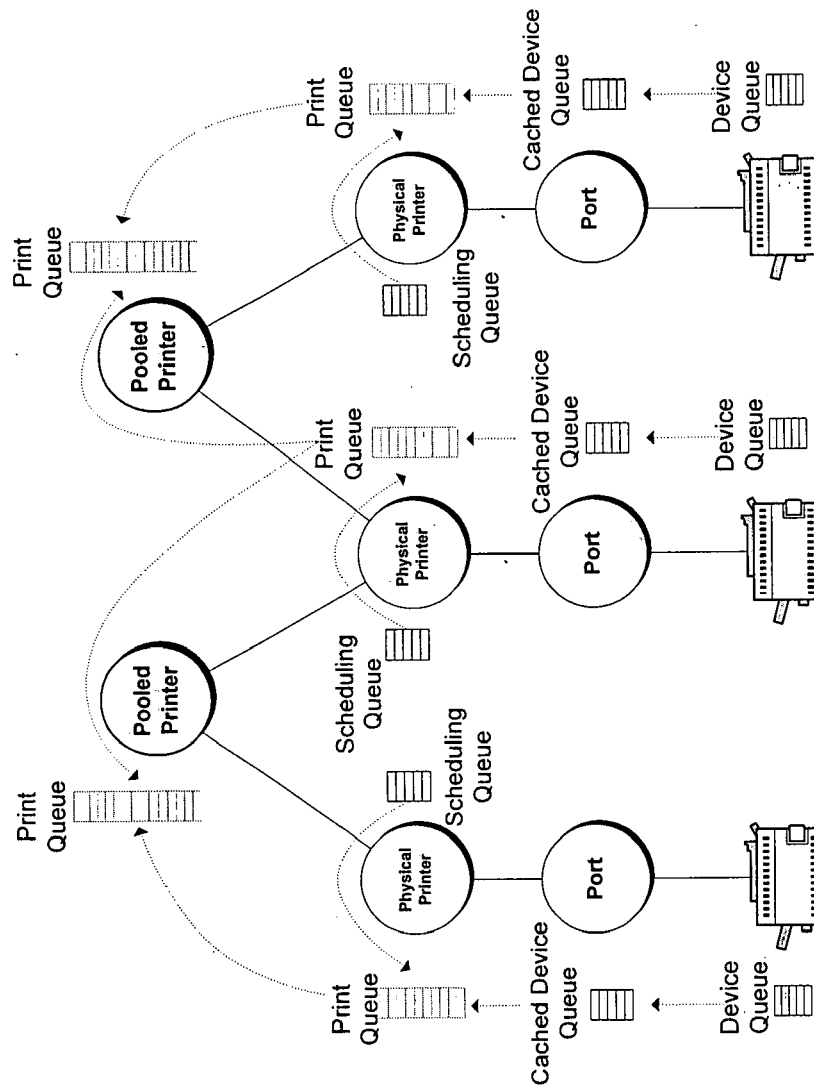 Print
Queue
Pooled
Printer
Pooled
Printer
Print
Queue
Print
Queue
Physical
Printer
Scheduling
Queue
Scheduling
Queue
Physical
Printer
Print
Queue
Scheduling
Queue
Physical
Printer
Print
Queue
Cached Device
Queue
Port
Port
Cached Device
Queue
Port
Cached Device
Queue
Device
Queue
Device
Queue
Device
Queue